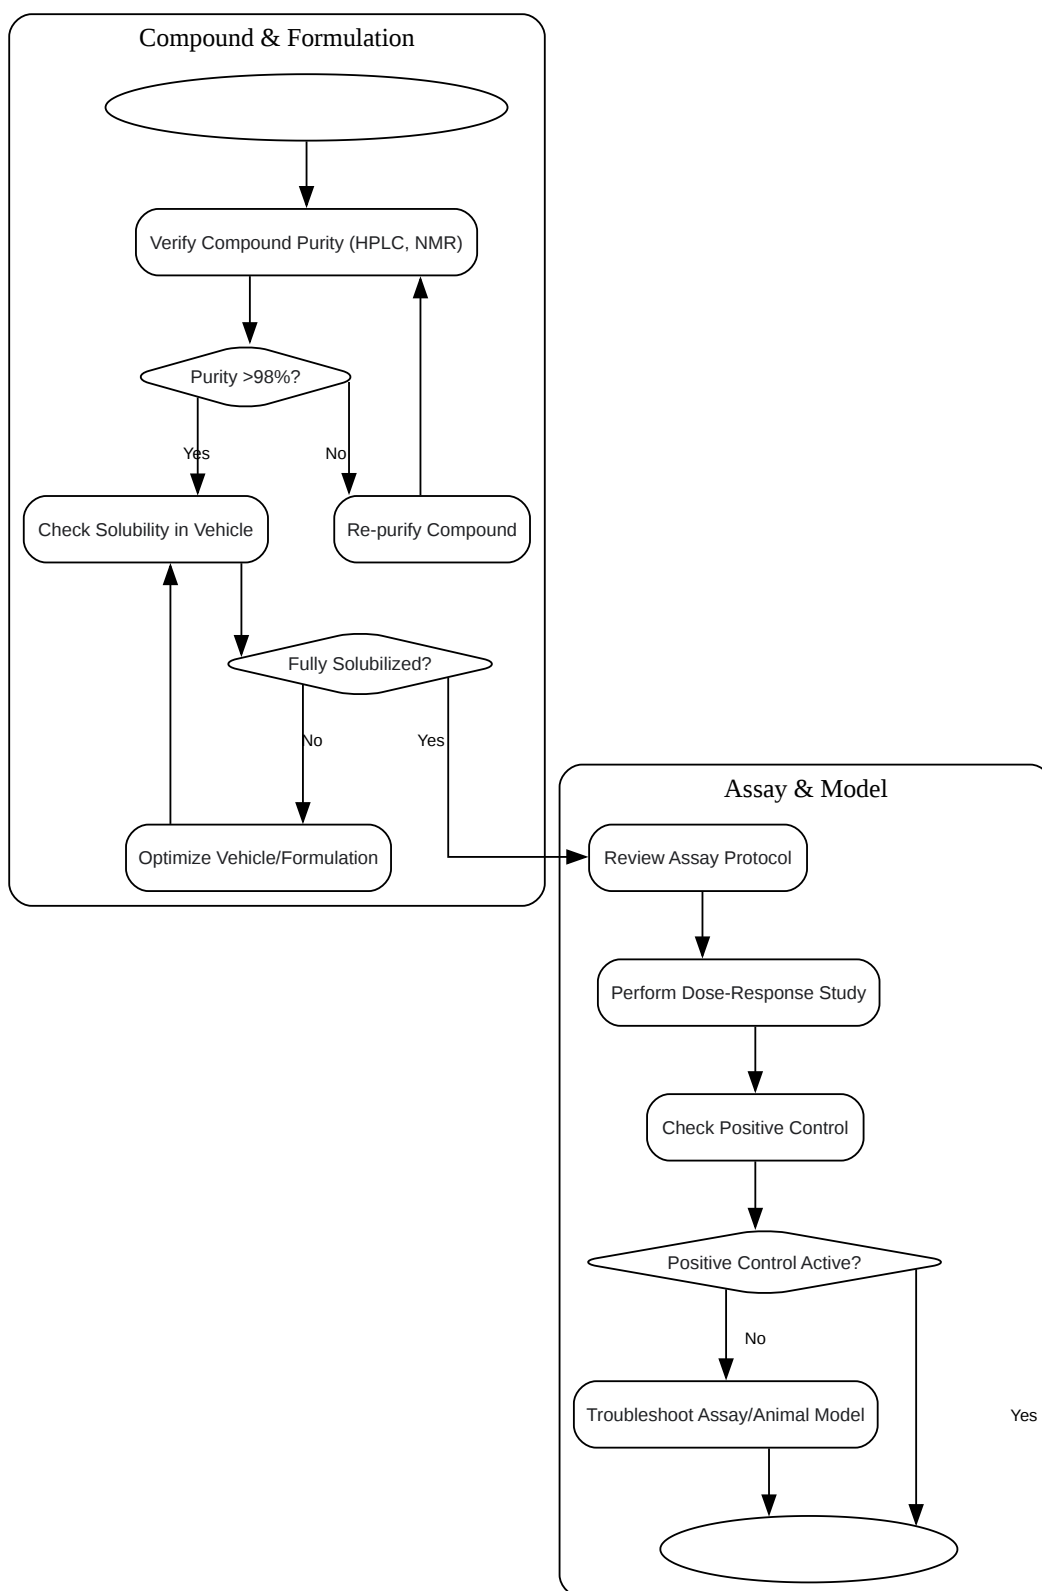 Compound & Formulation
Verify Compound Purity (HPLC, NMR)
Purity >98%?
Yes
No
Check Solubility in Vehicle
Re-purify Compound
Fully Solubilized?
No
Yes
Optimize Vehicle/Formulation
Assay & Model
Review Assay Protocol
Perform Dose-Response Study
Check Positive Control
Positive Control Active?
No
Troubleshoot Assay/Animal Model
Yes